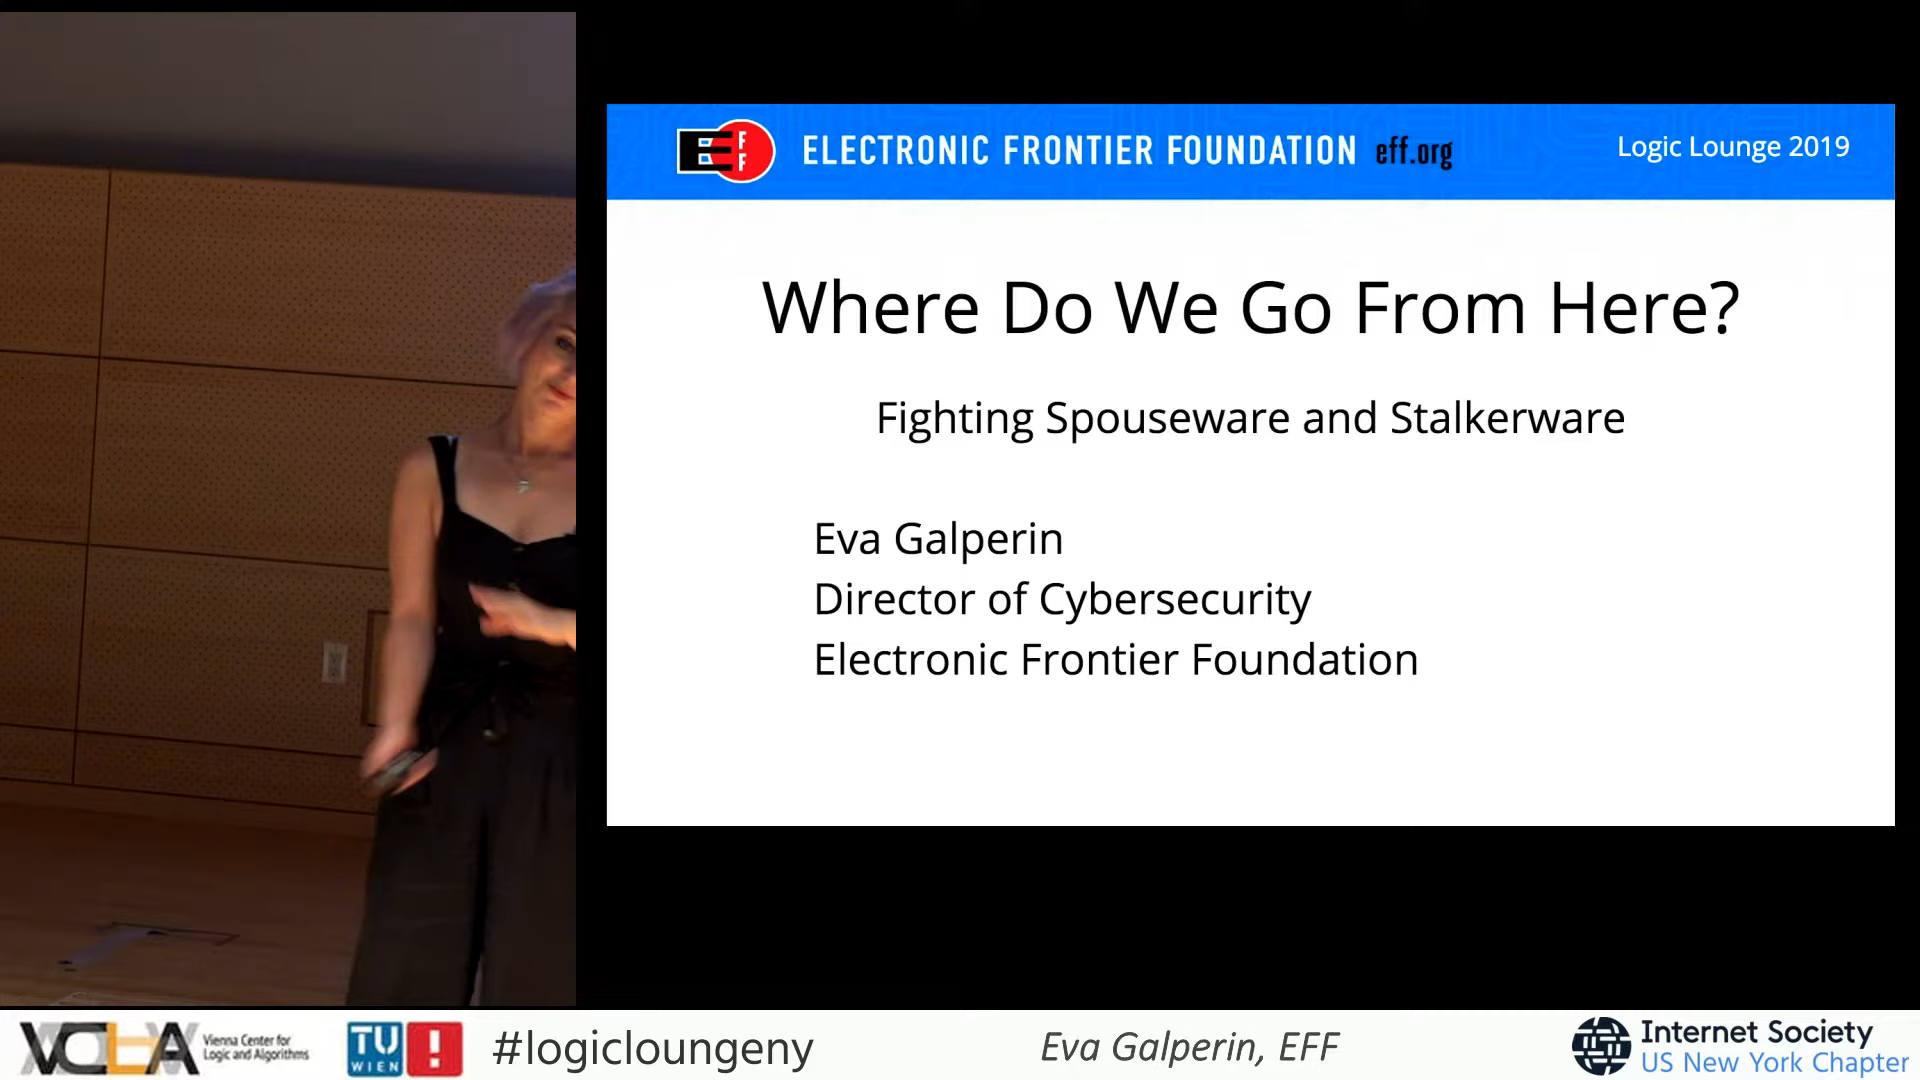 EFF ELECTRONIC FRONTIER FOUNDATION eff.org
Logic Lounge 2019
Where Do We Go From Here?
Fighting Spouseware and Stalkerware
Eva Galperin
Director of Cybersecurity
Electronic Frontier Foundation
VCLA Vienna Center for
Logic and Algorithms
TU
WIEN
!
#logicloungeny
Eva Galperin, EFF
Internet Society
US New York Chapter